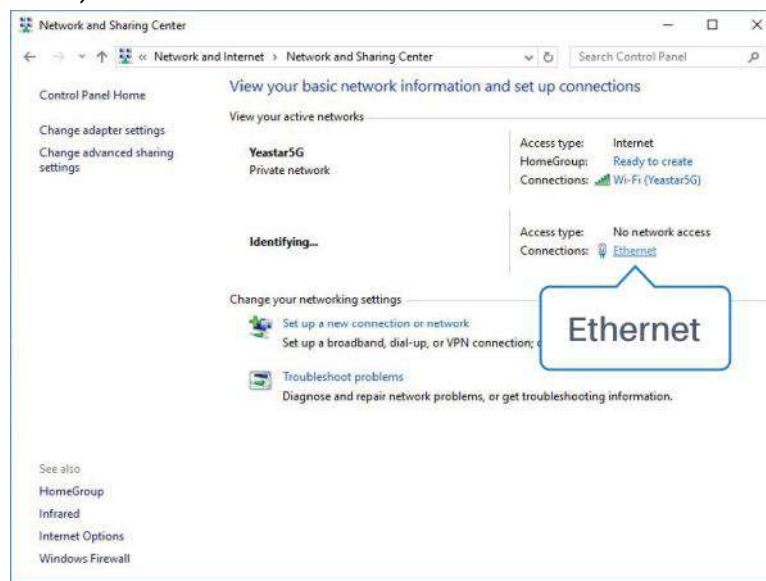 Network and Sharing Center
« Network and Internet > Network and Sharing Center
Search Control Panel
Control Panel Home
Change adapter settings
Change advanced sharing
settings
View your basic network information and set up connections
View your active networks
Yeastar5G
Private network
Access type: Internet
HomeGroup: Ready to create
Connections: Wi-Fi (Yeastar5G)
Identifying...
Access type: No network access
Connections: Ethernet
Ethernet
Change your networking settings
Set up a new connection or network
Set up a broadband, dial-up, or VPN connection;
Troubleshoot problems
Diagnose and repair network problems, or get troubleshooting information.
See also
HomeGroup
Infrared
Internet Options
Windows Firewall